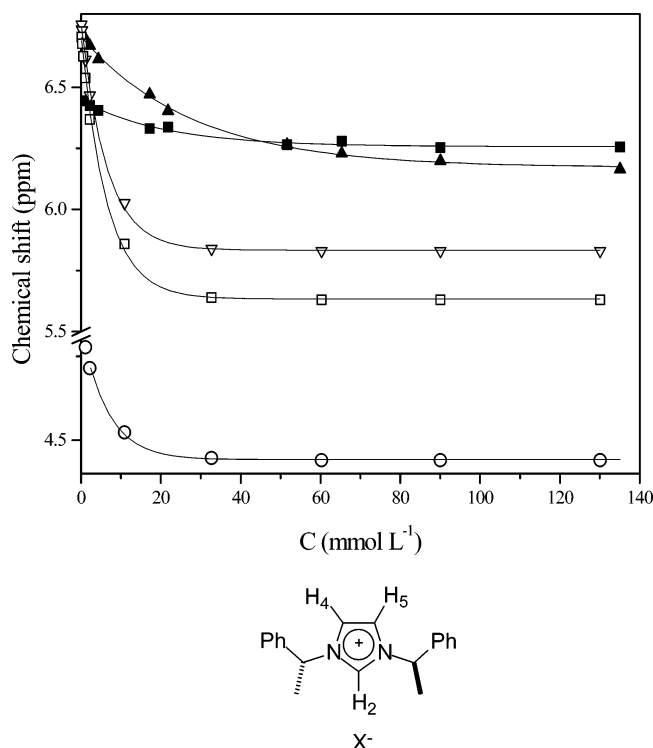 6.5
6.0
5.5
4.5
Chemical shift (ppm)
0 20 40 60 80 100 120 140
C (mmol L⁻¹)
H₄ H₅
Ph + Ph
N N
H₂
X⁻